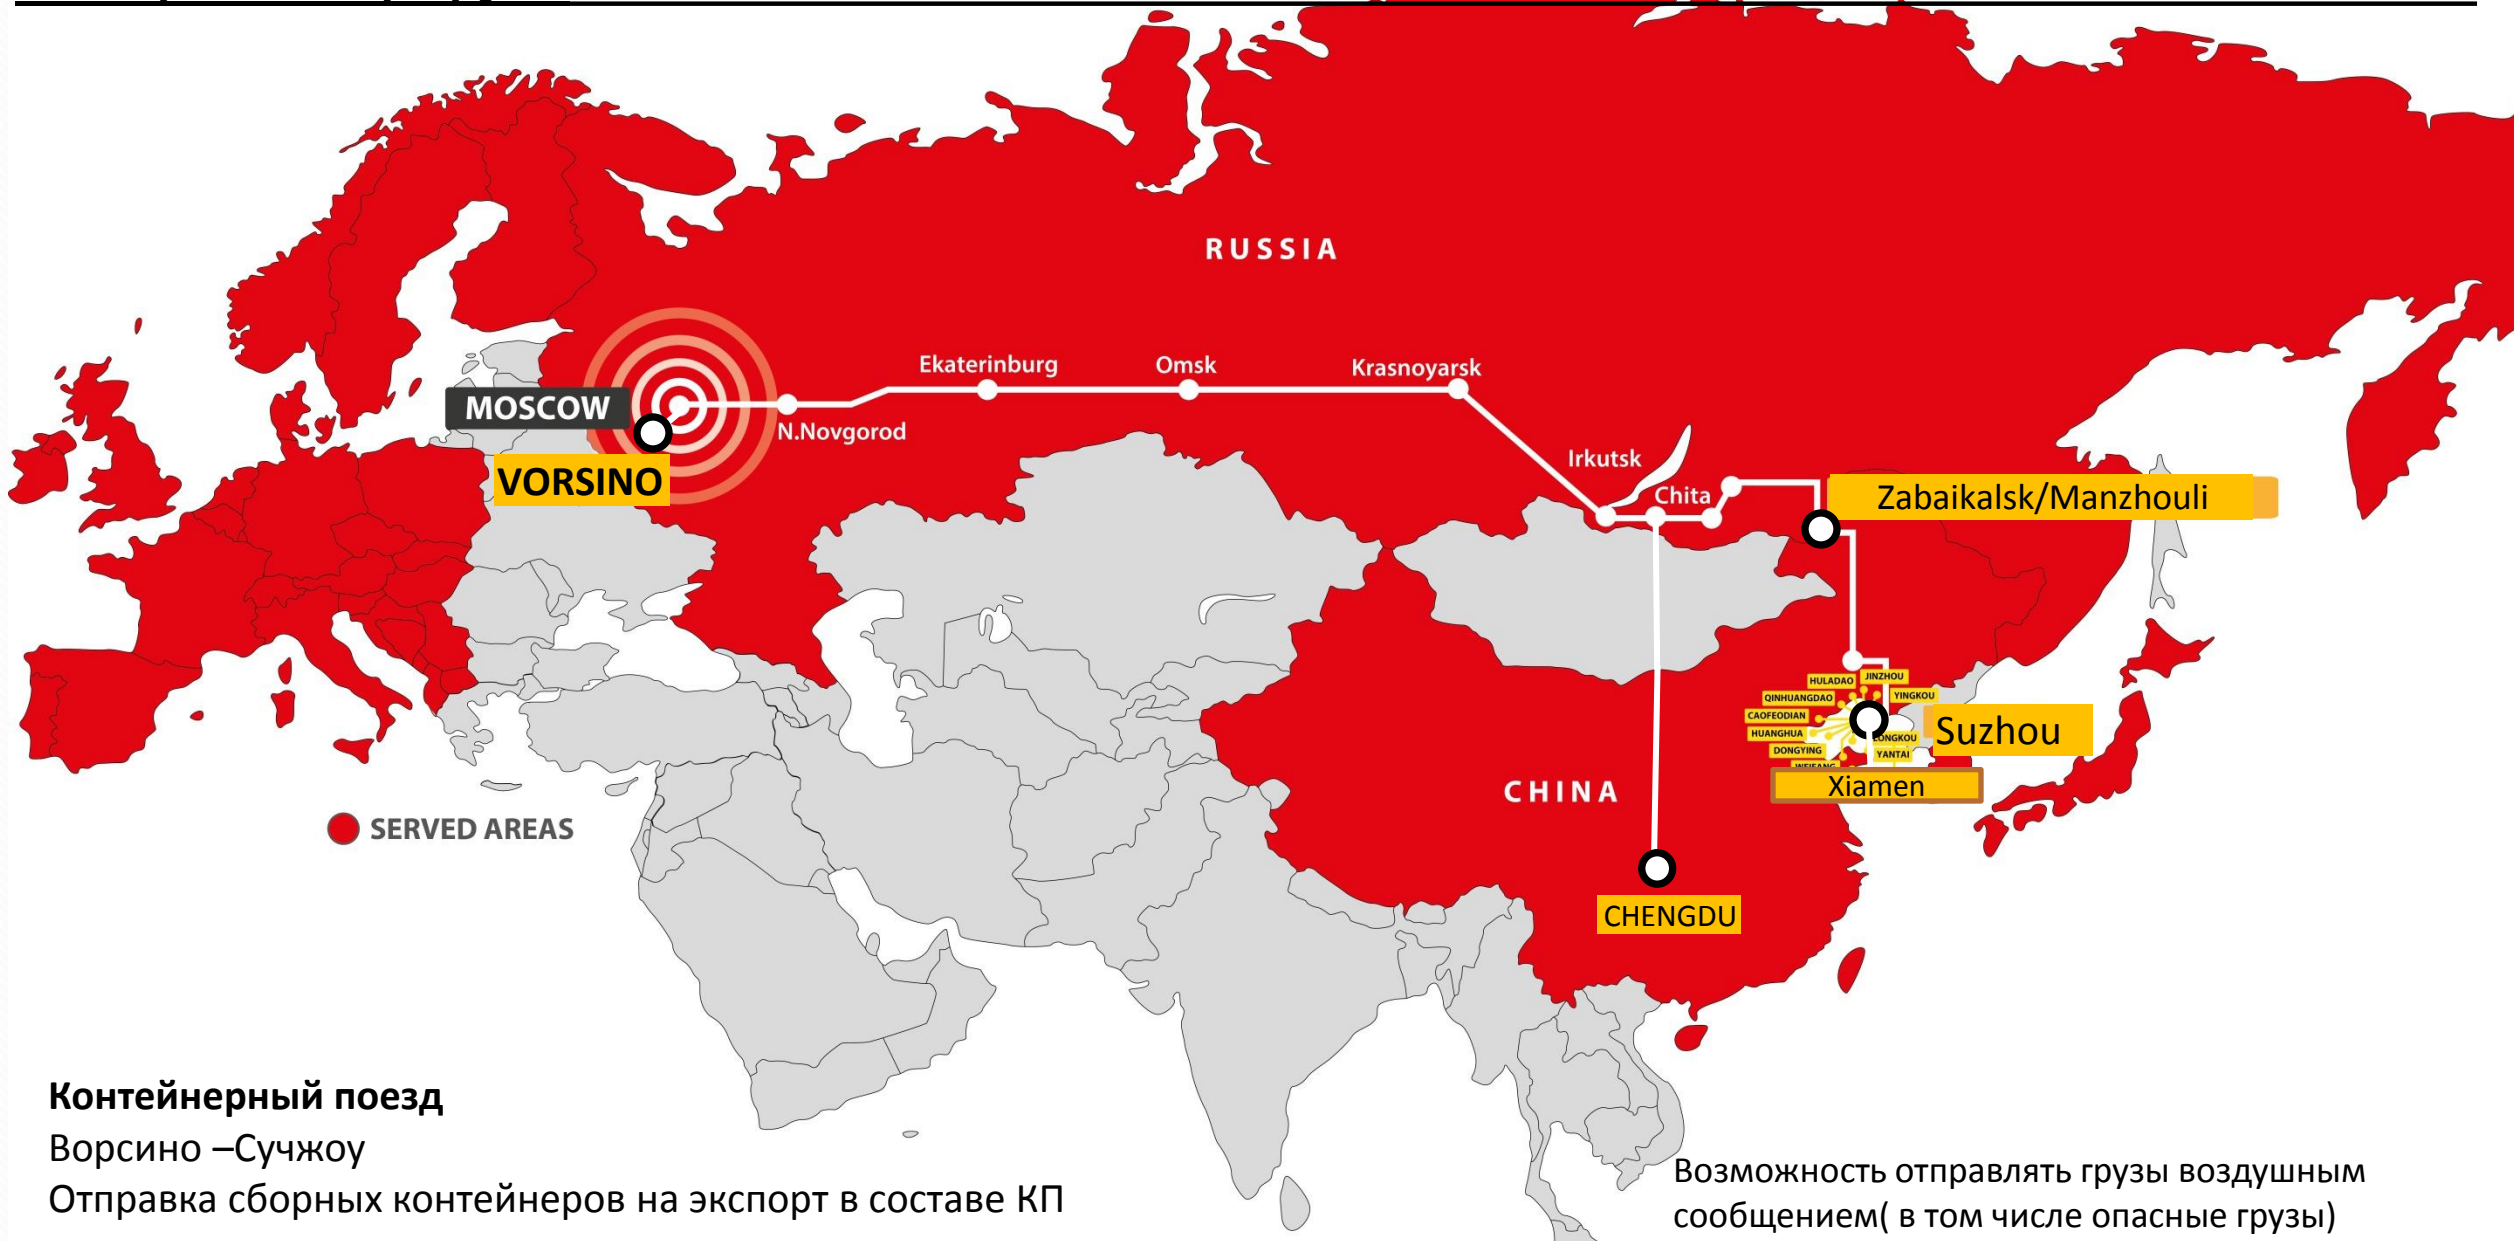 RUSSIA
Ekaterinburg
Omsk
Krasnoyarsk
MOSCOW
N.Novgorod
VORSINO
Irkutsk
Chita
Zabaikalsk/Manzhouli
JINZHOU
HULADAO
YINGKOU
QINHUANGDAO
CAOFEODIAN
HUANGHUA
DONGYING
LONGKOU
YANTAI
Suzhou
Xiamen
CHINA
SERVED AREAS
CHENGDU
Контейнерный поезд
Ворсино –Сучжоу
Отправка сборных контейнеров на экспорт в составе КП
Возможность отправлять грузы воздушным
сообщением( в том числе опасные грузы)